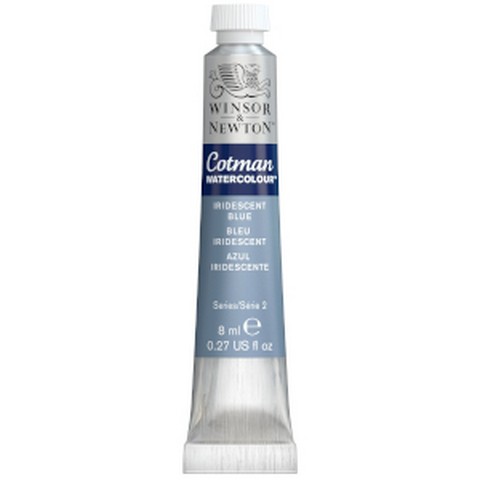 WINSOR
&
NEWTON™
Cotman
WATERCOLOUR®
IRIDESCENT
BLUE
BLEU
IRIDESCENT
AZUL
IRIDESCENTE
Series/Série 2
8 ml ℮
0.27 US fl oz